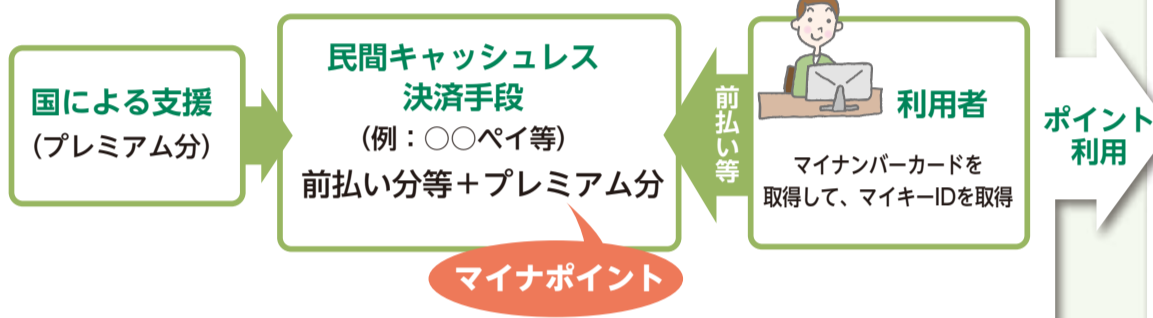 国による支援
(プレミアム分)
民間キャッシュレス
決済手段
(例：○○ペイ等)
前払い分等＋プレミアム分
マイナポイント
前払い等
利用者
マイナンバーカードを
取得して、マイキーIDを取得
ポイント
利用